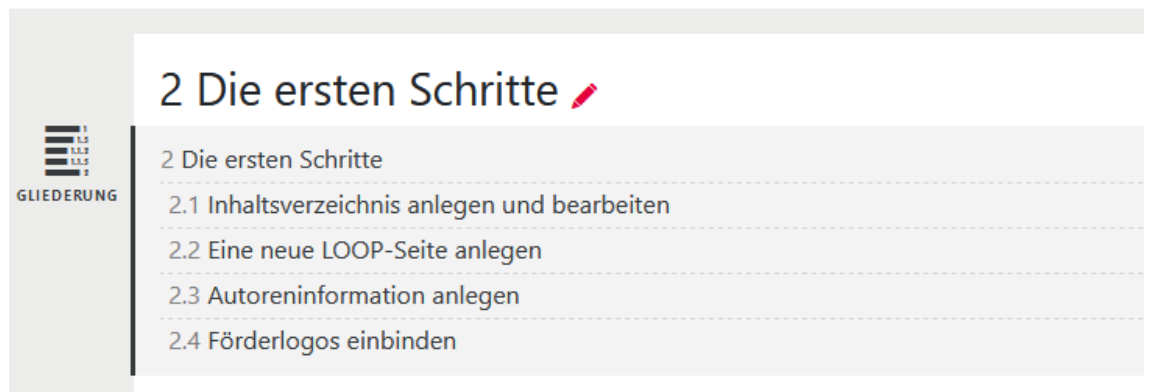 2 Die ersten Schritte
GLIEDERUNG
2 Die ersten Schritte
2.1 Inhaltsverzeichnis anlegen und bearbeiten
2.2 Eine neue LOOP-Seite anlegen
2.3 Autoreninformation anlegen
2.4 Förderlogos einbinden